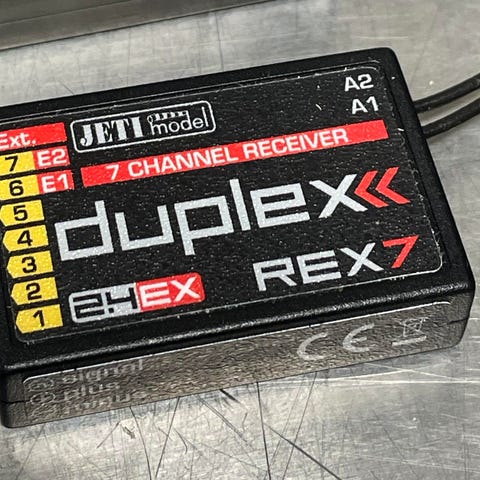 Ext.
7 E2
6 E1
5
4
3
2
1
JETI model
A2
A1
7 CHANNEL RECEIVER
duplex
2.4EX
REX7
CE
signal
plus
minus